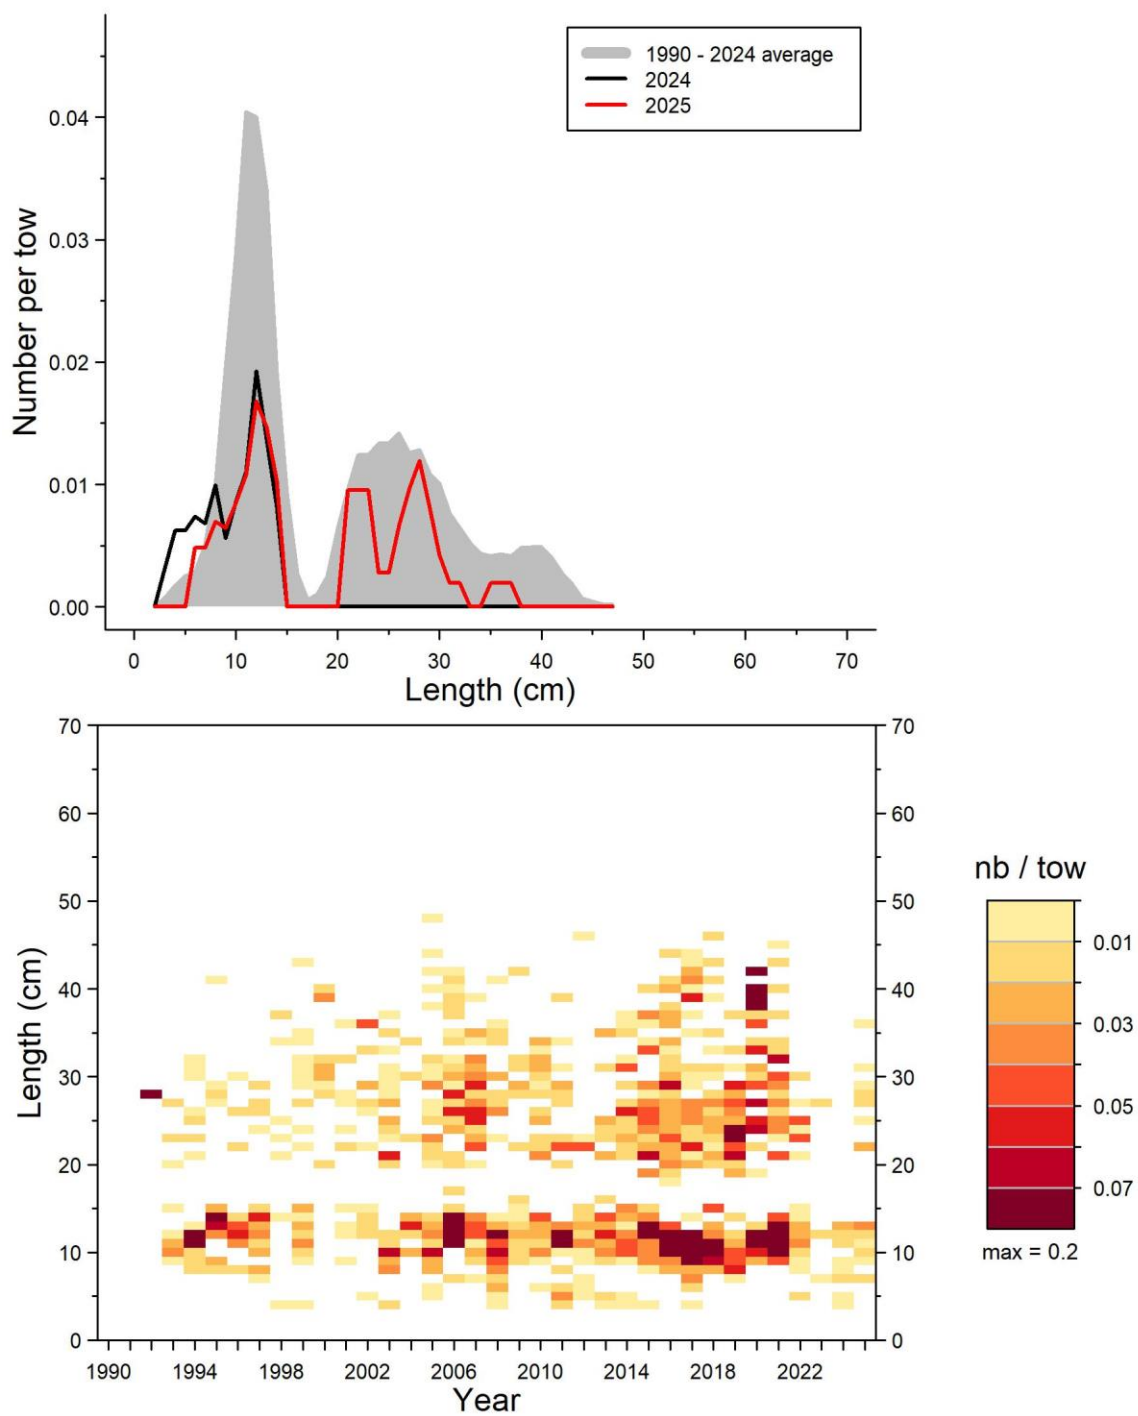 1990 - 2024 average
2024
2025
0.04
0.03
0.02
0.01
0.00
Number per tow
0 10 20 30 40 50 60 70
Length (cm)
70 70
60 60
50 50
40 40
30 30
20 20
10 10
0 0
Length (cm)
1990 1994 1998 2002 2006 2010 2014 2018 2022
Year
nb / tow
0.01
0.03
0.05
0.07
max = 0.2